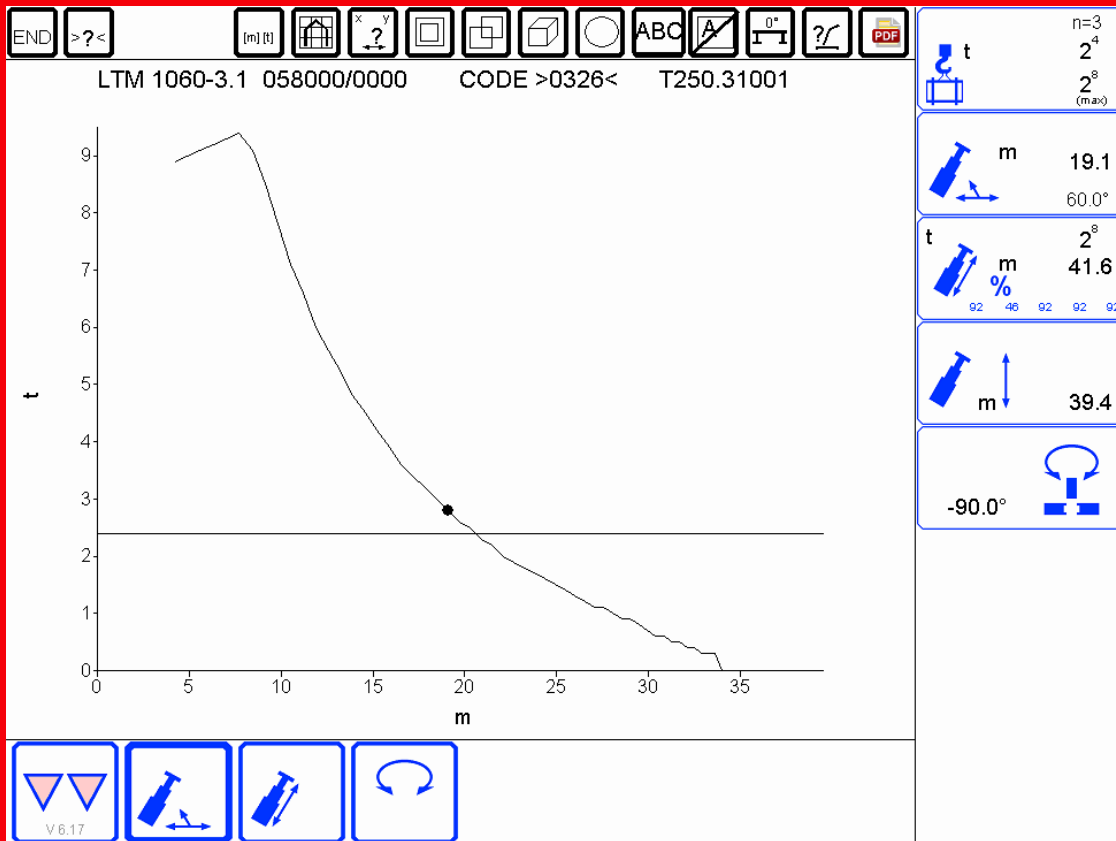 END >?< [m] [t] x y ? ABC A 0° ?/ PDF
LTM 1060-3.1 058000/0000 CODE >0326< T250.31001
n=3
t 2⁴
2⁸
(max)
m 19.1
60.0°
t 2⁸
m 41.6
%
92 46 92 92 92
m 39.4
-90.0°
9
8
7
6
5
4
3
2
1
0
t
0 5 10 15 20 25 30 35
m
V 6.17